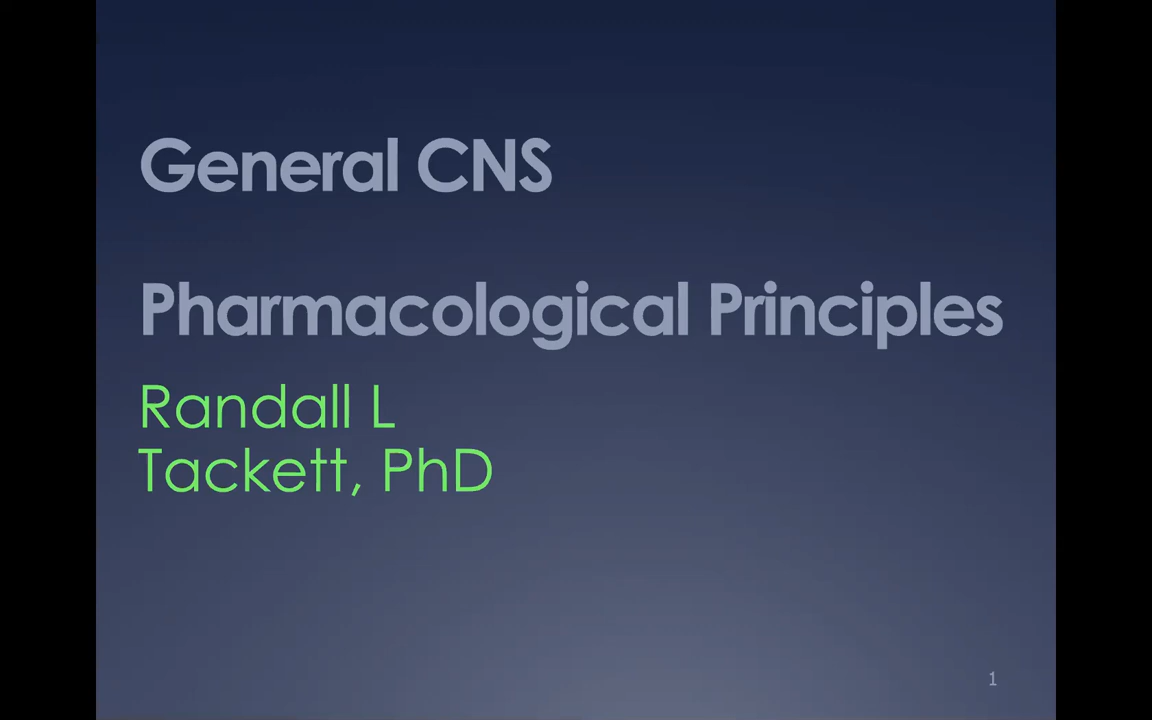 General CNS
Pharmacological Principles
Randall L
Tackett, PhD
1